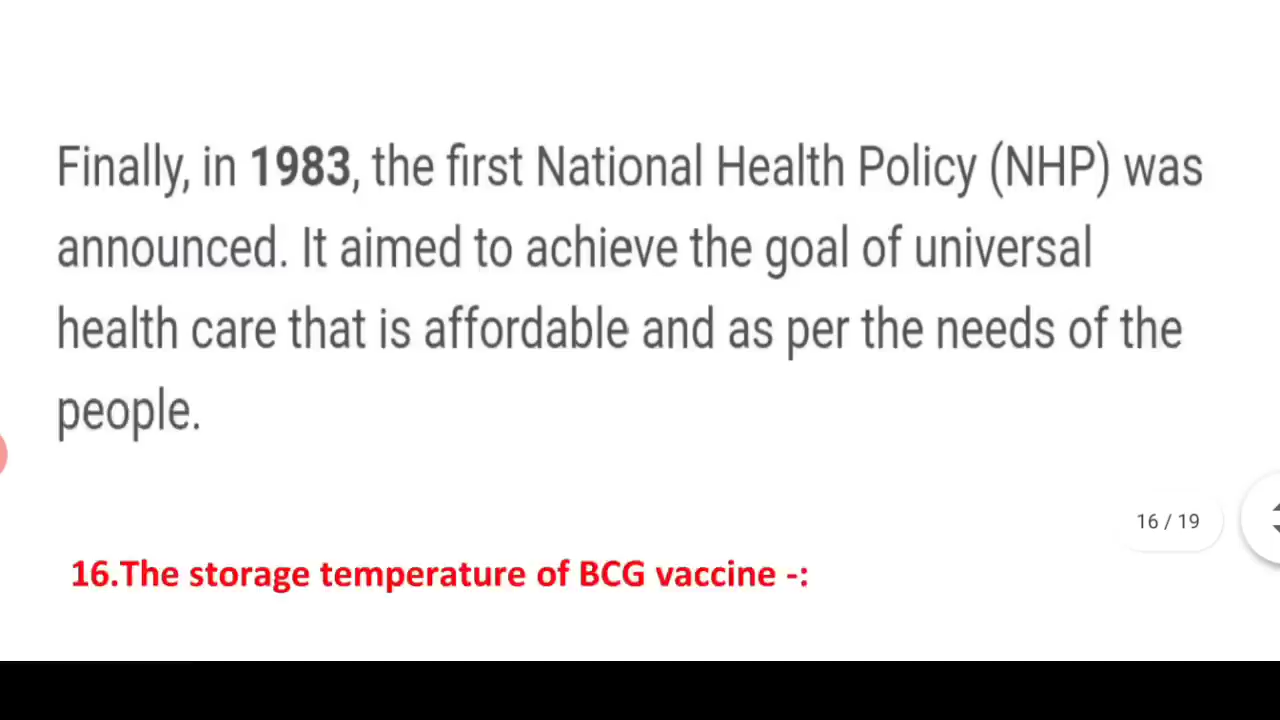 Finally, in 1983, the first National Health Policy (NHP) was
announced. It aimed to achieve the goal of universal
health care that is affordable and as per the needs of the
people.
16 / 19
16.The storage temperature of BCG vaccine -: